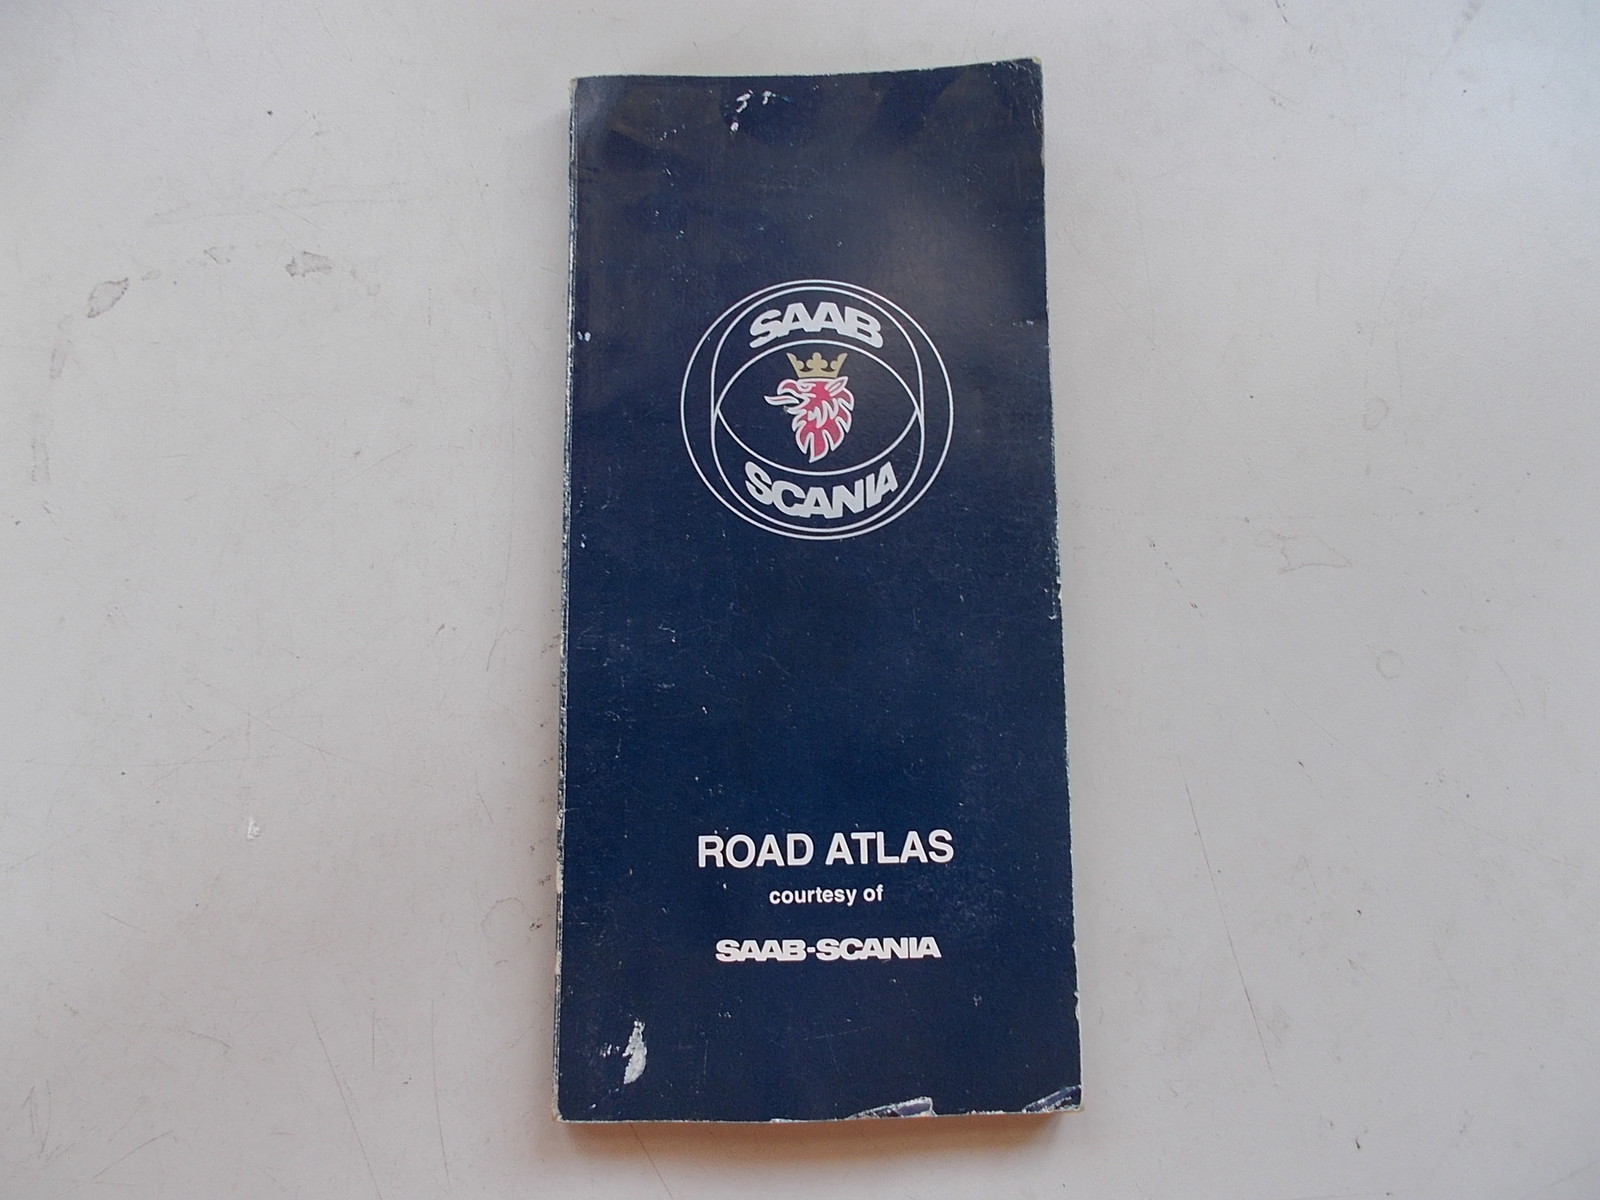 SAAB
SCANIA
ROAD ATLAS
courtesy of
SAAB-SCANIA